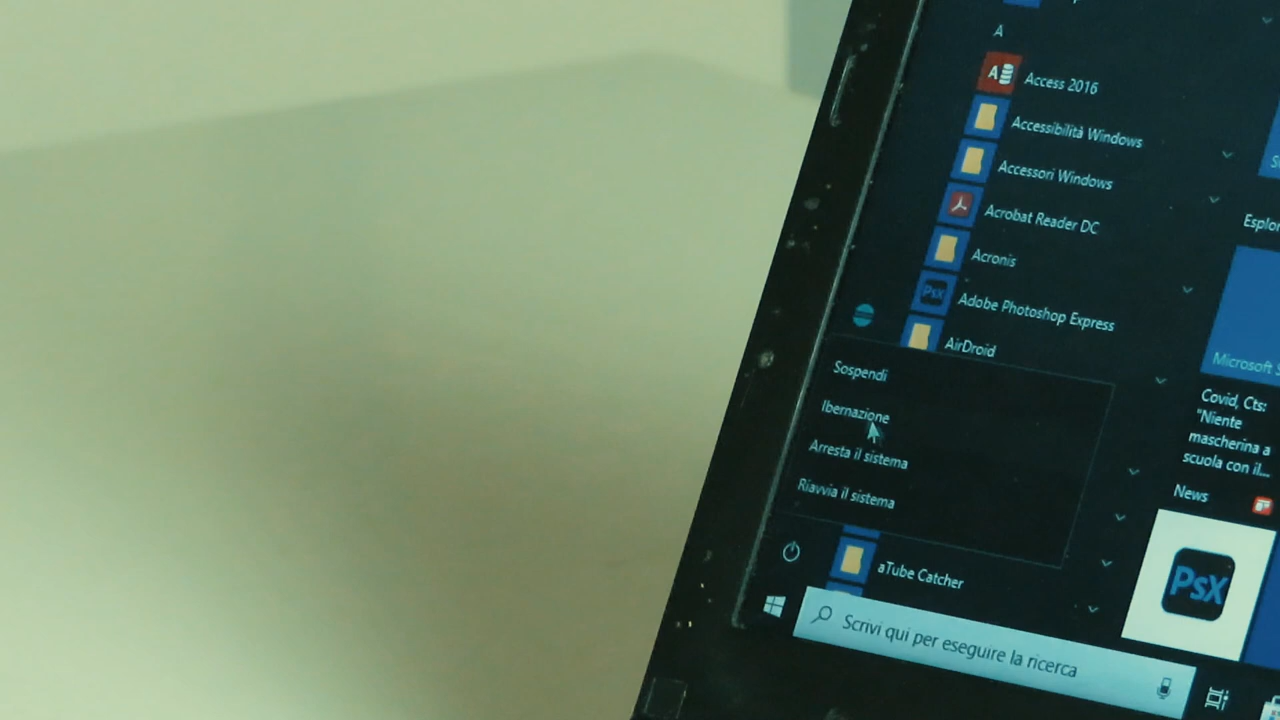 A
Access 2016
Accessibilità Windows
Accessori Windows
Acrobat Reader DC
Acronis
Psx
Adobe Photoshop Express
AirDroid
Sospendi
Ibernazione
Arresta il sistema
Riavvia il sistema
aTube Catcher
Scrivi qui per eseguire la ricerca
Microsoft
Covid, Cts:
"Niente
mascherina a
scuola con il...
News
PsX